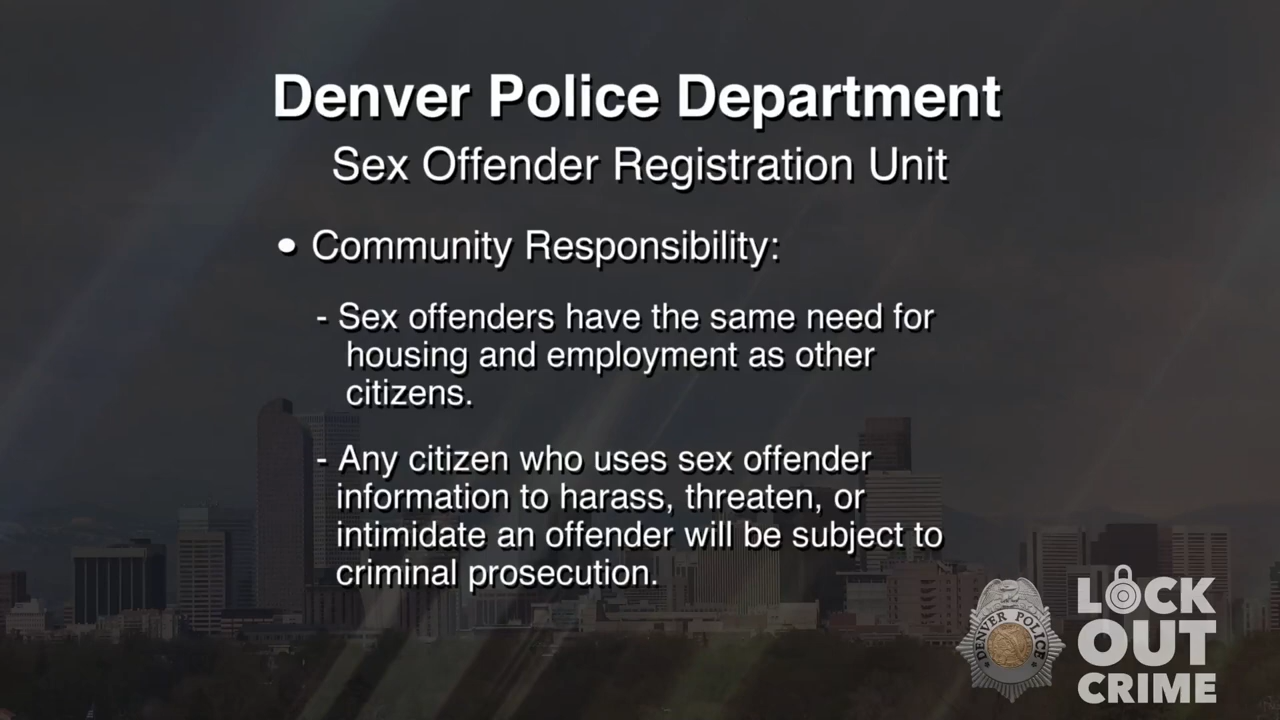 Denver Police Department
Sex Offender Registration Unit
• Community Responsibility:
- Sex offenders have the same need for
housing and employment as other
citizens.
- Any citizen who uses sex offender
information to harass, threaten, or
intimidate an offender will be subject to
criminal prosecution.
DENVER POLICE
LOCK
OUT
CRIME